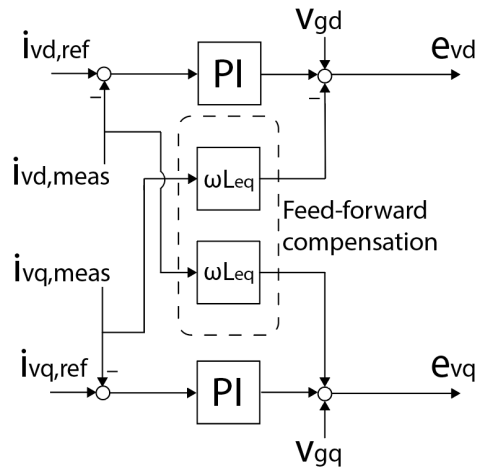 Vgd
ivd,ref
evd
PI
–
–
ivd,meas
ωLeq
Feed-forward
compensation
ivq,meas
ωLeq
ivq,ref
–
evq
PI
Vgq